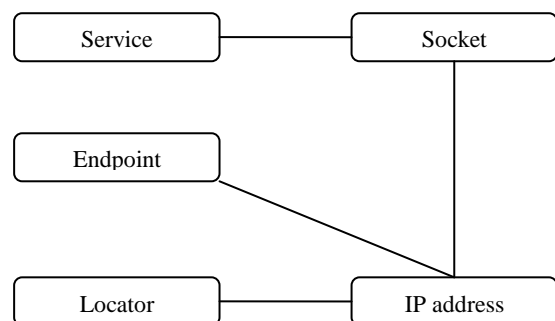 Service
Socket
Endpoint
Locator
IP address